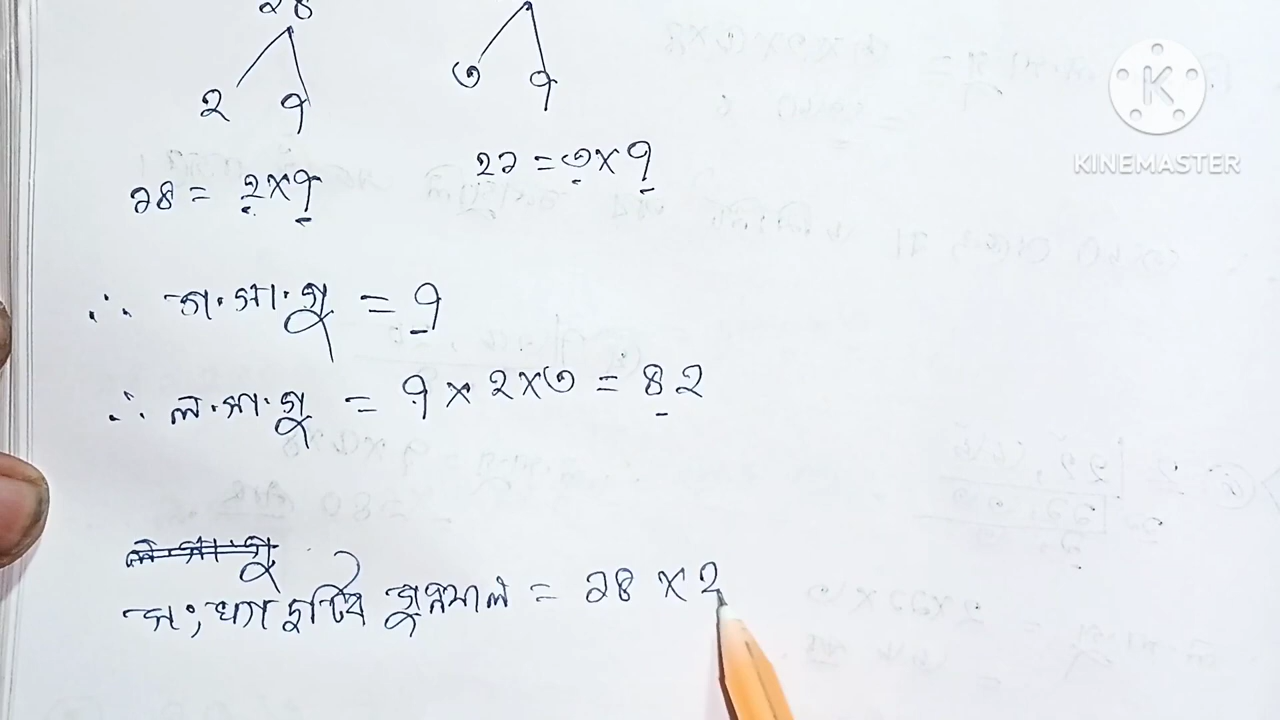 ১৪
২ ৭
৩ ৭
১৪ = ২×৭
২১ = ৩×৭
∴ গ.সা.গু = ৭
∴ ল.সা.গু = ৭ × ২×৩ = ৪২
ল.সা.গু
সংখ্যা দুটির গুনফাল = ১৪ × ২
KINEMASTER